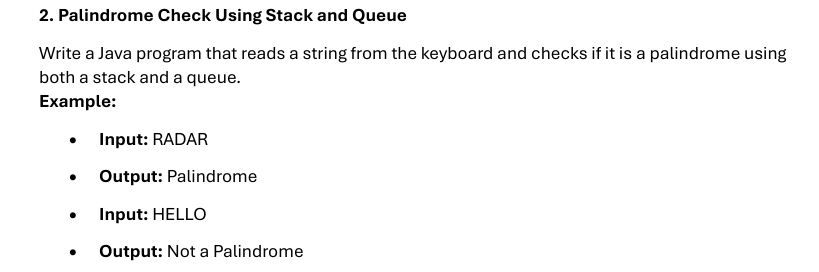 2. Palindrome Check Using Stack and Queue
Write a Java program that reads a string from the keyboard and checks if it is a palindrome using
both a stack and a queue.
Example:
• Input: RADAR
• Output: Palindrome
• Input: HELLO
• Output: Not a Palindrome